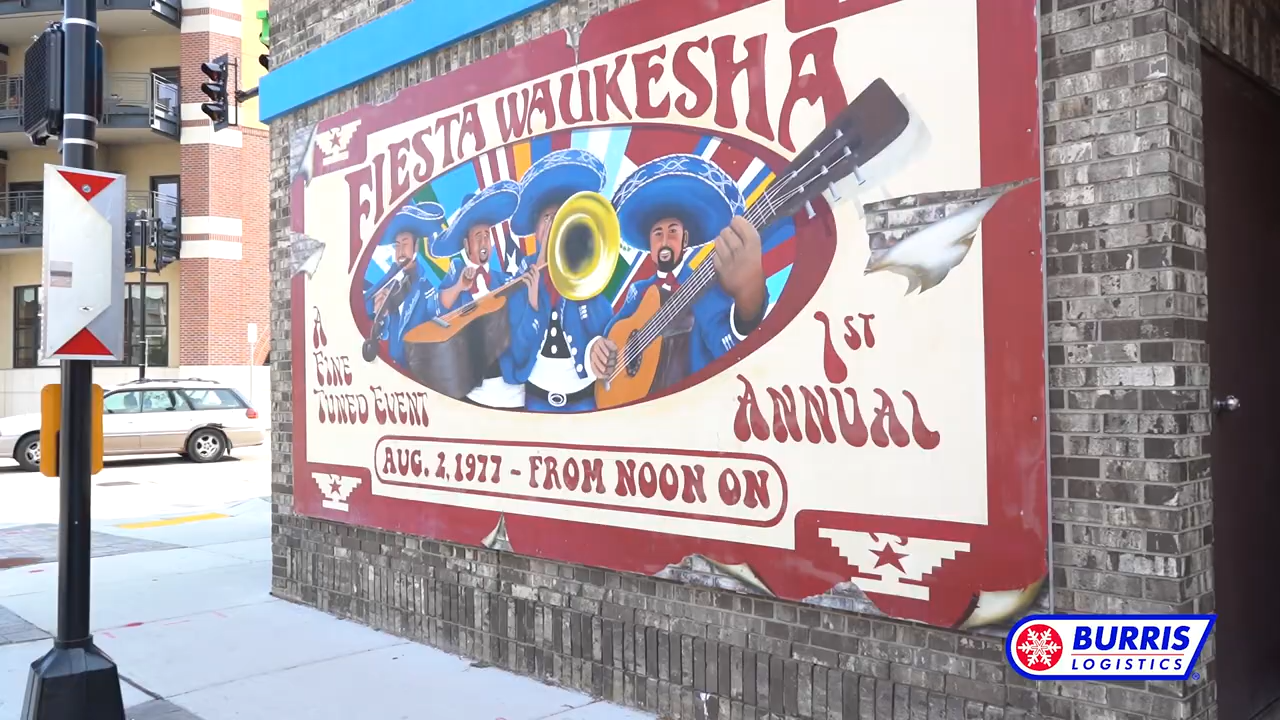 FIESTA WAUKESHA
A
FINE
TUNED EVENT
1ST
ANNUAL
AUG. 2, 1977 - FROM NOON ON
BURRIS
LOGISTICS®